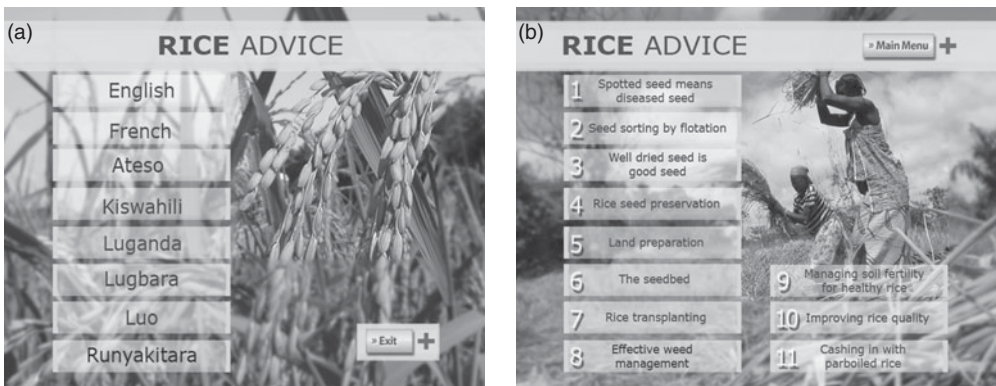 (a)
RICE ADVICE
English
French
Ateso
Kiswahili
Luganda
Lugbara
Luo
Runyakitara
» Exit
(b)
RICE ADVICE
» Main Menu
1 Spotted seed means
diseased seed
2 Seed sorting by flotation
3 Well dried seed is
good seed
4 Rice seed preservation
5 Land preparation
6 The seedbed
7 Rice transplanting
8 Effective weed
management
9 Managing soil fertility
for healthy rice
10 Improving rice quality
11 Cashing in with
parboiled rice